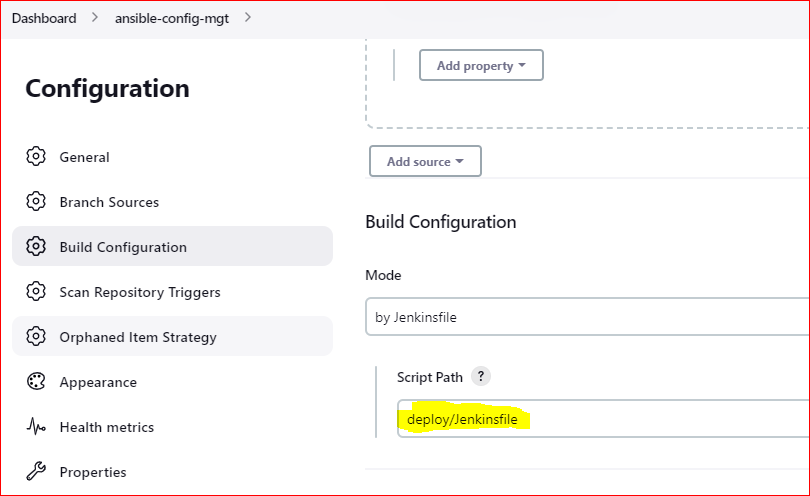 Dashboard > ansible-config-mgt >
Configuration
General
Branch Sources
Build Configuration
Scan Repository Triggers
Orphaned Item Strategy
Appearance
Health metrics
Properties
Add property
Add source
Build Configuration
Mode
by Jenkinsfile
Script Path ?
deploy/Jenkinsfile